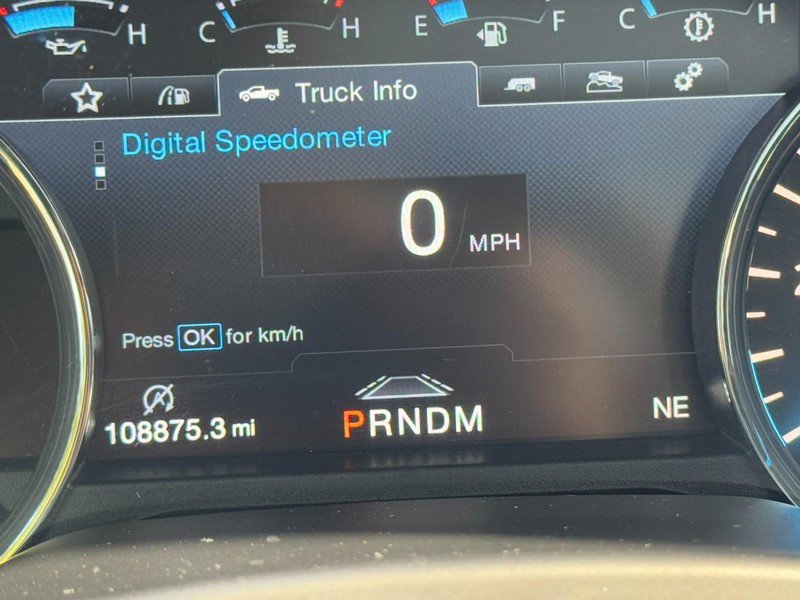 H C H E F C H
Truck Info
Digital Speedometer
0 MPH
Press OK for km/h
108875.3 mi
PRNDM
NE